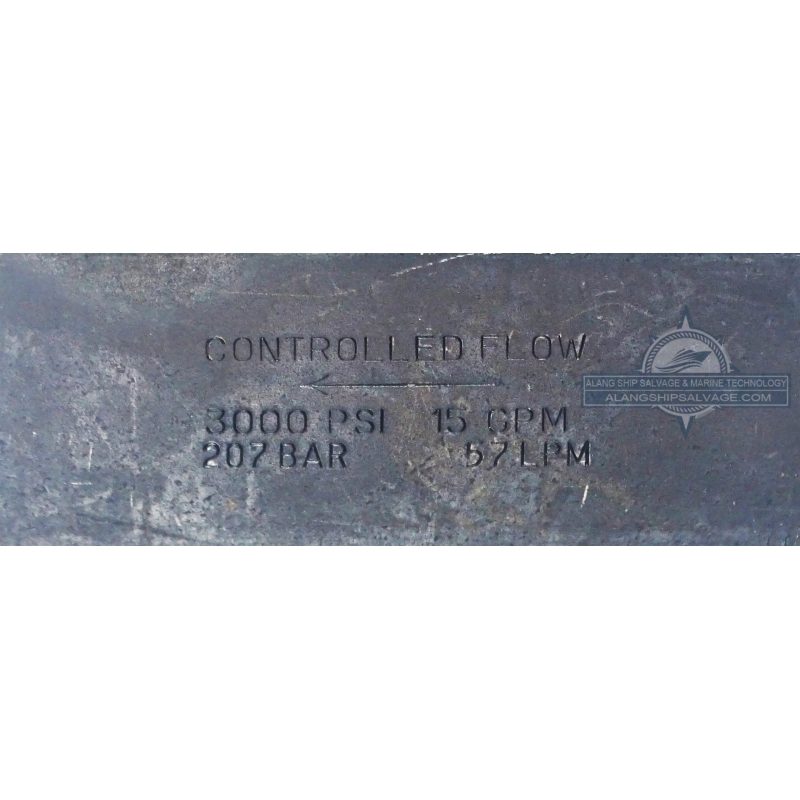 CONTROLLED FLOW
3000 PSI 15 GPM
207 BAR 57 LPM
ALANG SHIP SALVAGE & MARINE TECHNOLOGY
ALANGSHIPSALVAGE.COM